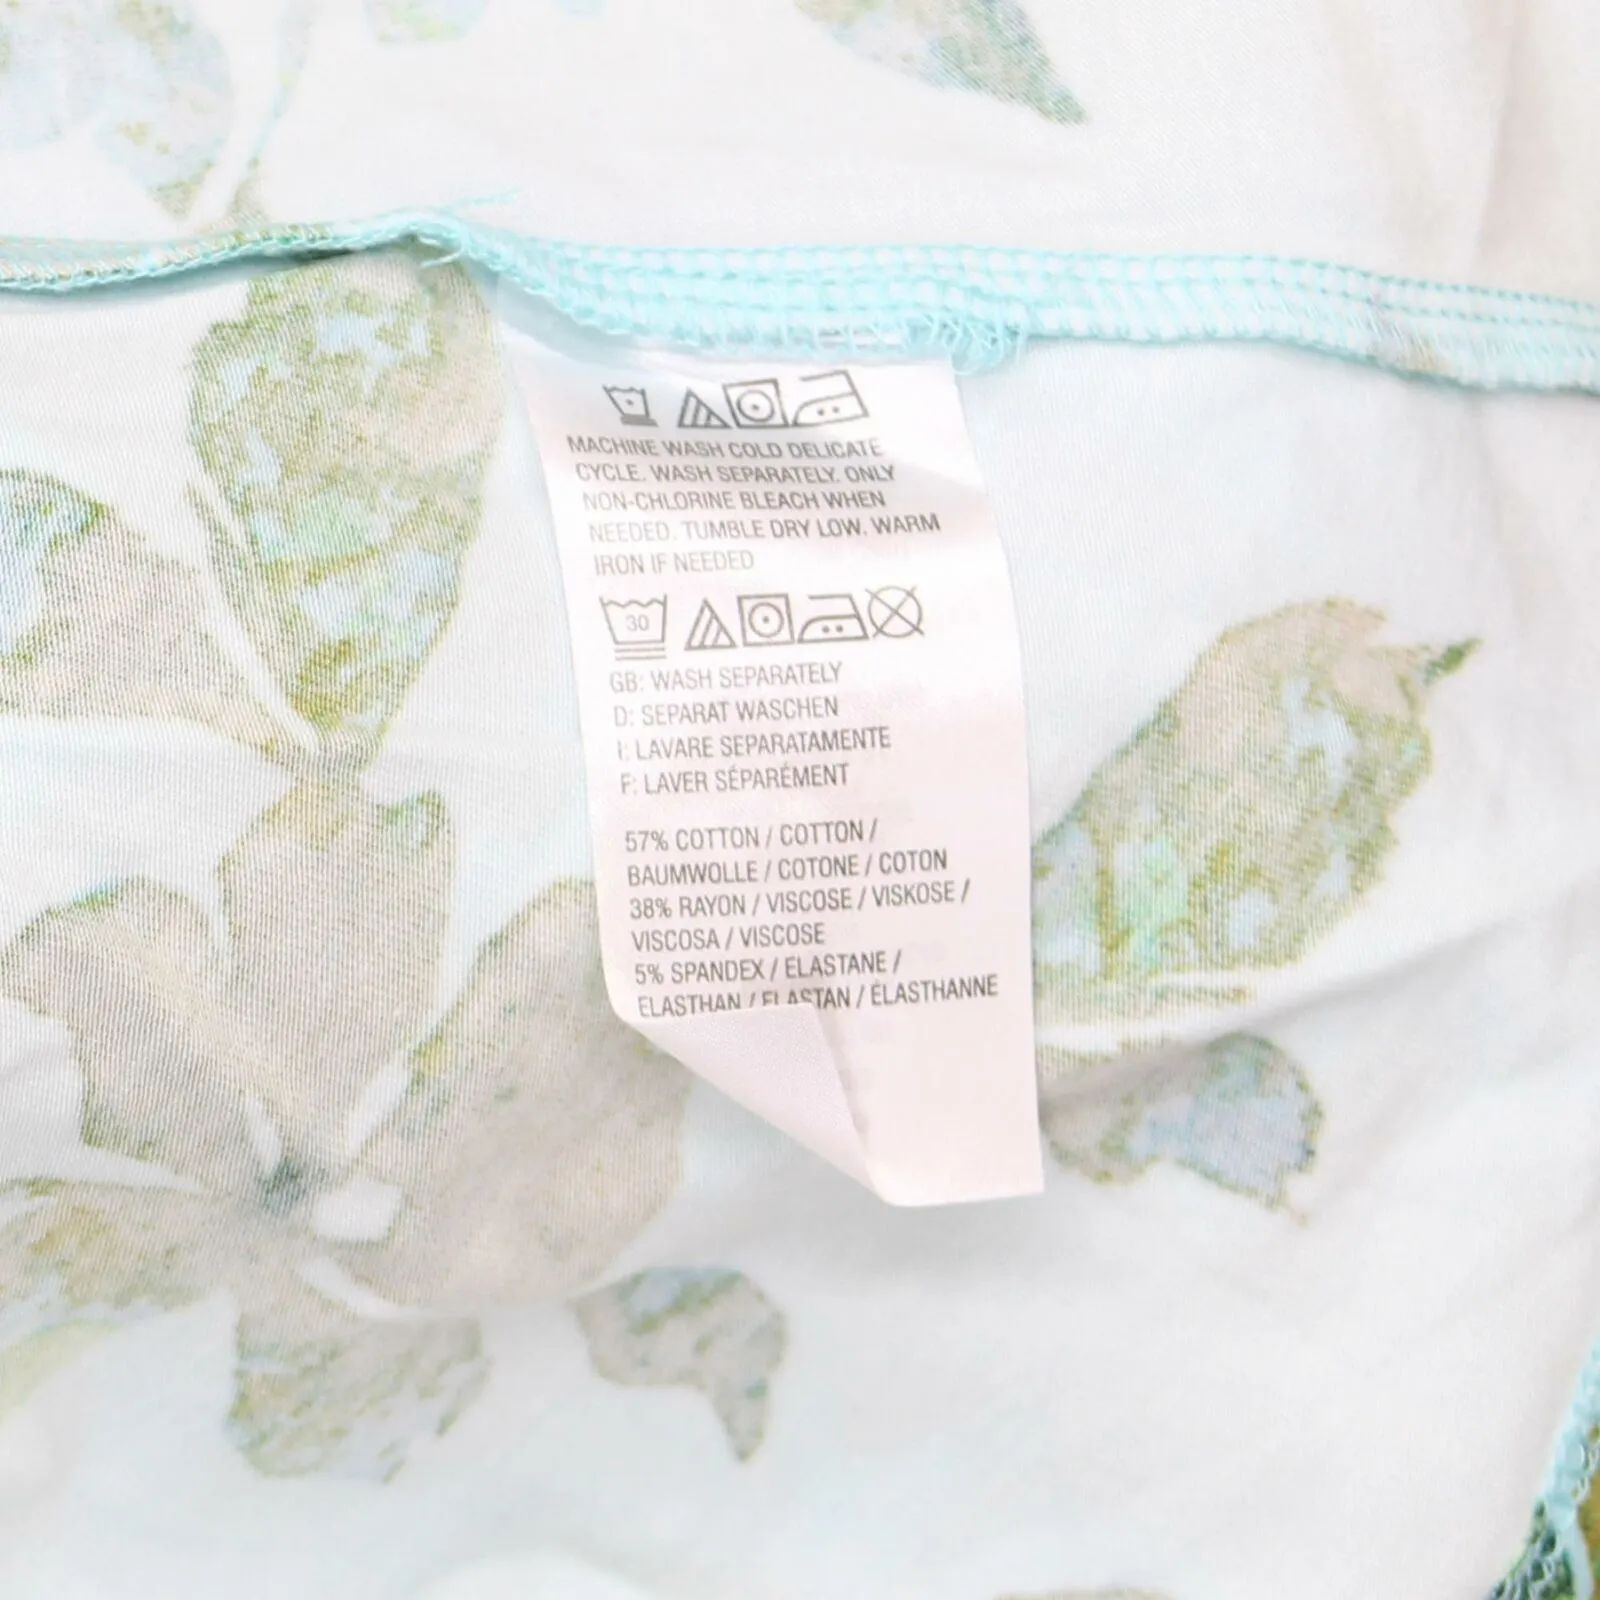 MACHINE WASH COLD DELICATE
CYCLE. WASH SEPARATELY. ONLY
NON-CHLORINE BLEACH WHEN
NEEDED. TUMBLE DRY LOW. WARM
IRON IF NEEDED
30
GB: WASH SEPARATELY
D: SEPARAT WASCHEN
I: LAVARE SEPARATAMENTE
F: LAVER SÉPARÉMENT
57% COTTON / COTTON /
BAUMWOLLE / COTONE / COTON
38% RAYON / VISCOSE / VISKOSE /
VISCOSA / VISCOSE
5% SPANDEX / ELASTANE /
ELASTHAN / ELASTAN / ÉLASTHANNE